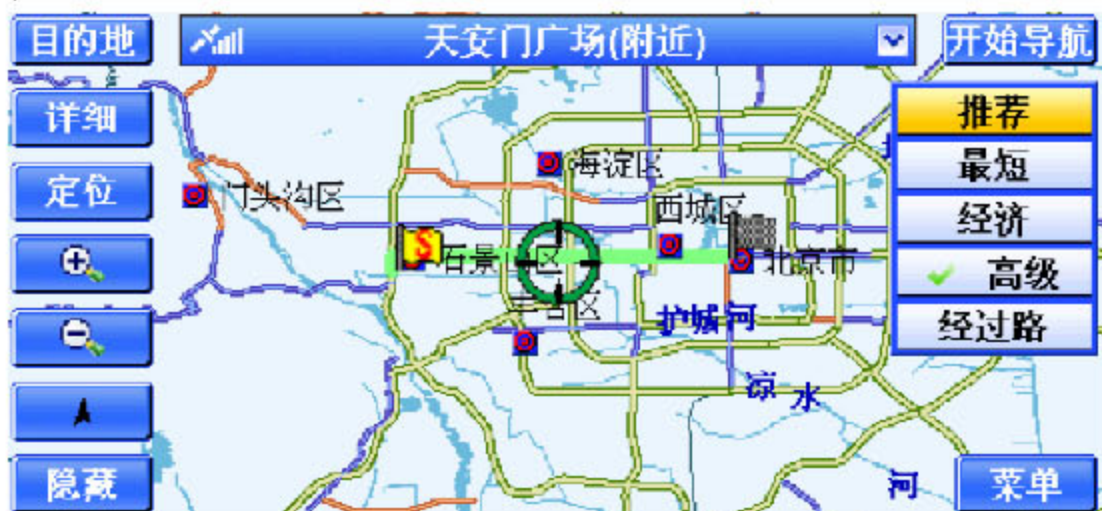 目的地
天安门广场(附近)
开始导航
详细
推荐
最短
海淀区
定位
门头沟区
西城区
经济
S
石景山区
北京市
高级
丰台区
护城河
经过路
凉水
隐藏
河
菜单